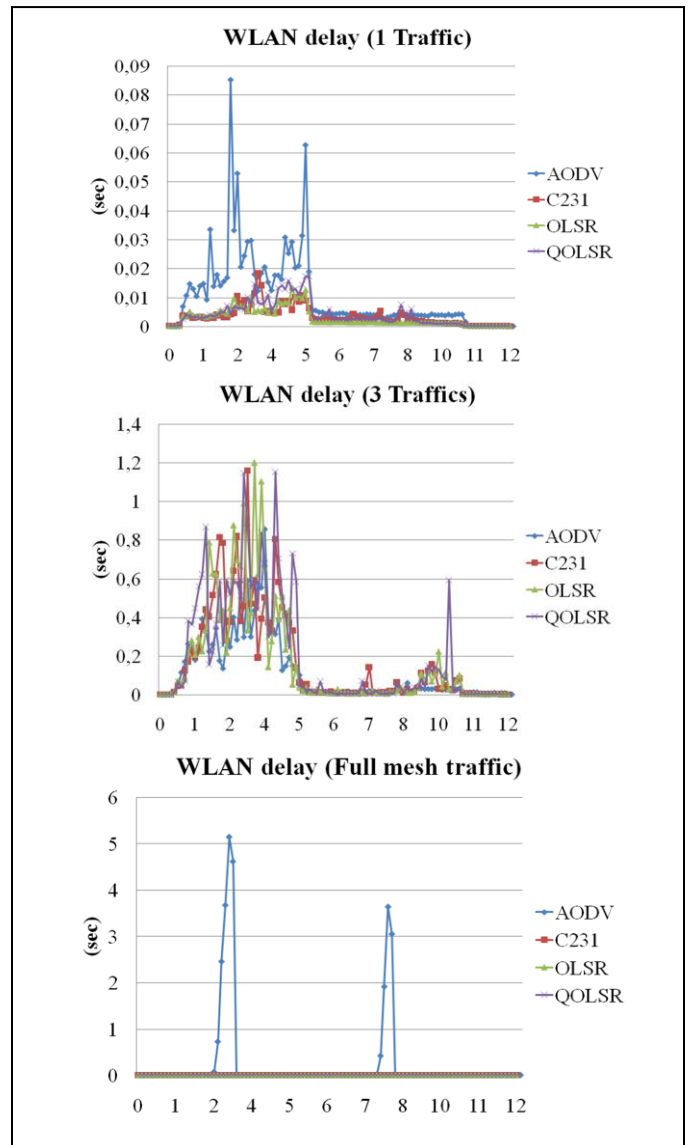 WLAN delay (1 Traffic)
0,09
0,08
0,07
0,06
0,05
0,04
0,03
0,02
0,01
0
(sec)
0 1 2 3 4 5 6 7 8 9 10 11 12
AODV
C231
OLSR
QOLSR
WLAN delay (3 Traffics)
1,4
1,2
1
0,8
0,6
0,4
0,2
0
(sec)
0 1 2 3 4 5 6 7 8 9 10 11 12
AODV
C231
OLSR
QOLSR
WLAN delay (Full mesh traffic)
6
5
4
3
2
1
0
(sec)
0 1 2 3 4 5 6 7 8 9 10 11 12
AODV
C231
OLSR
QOLSR